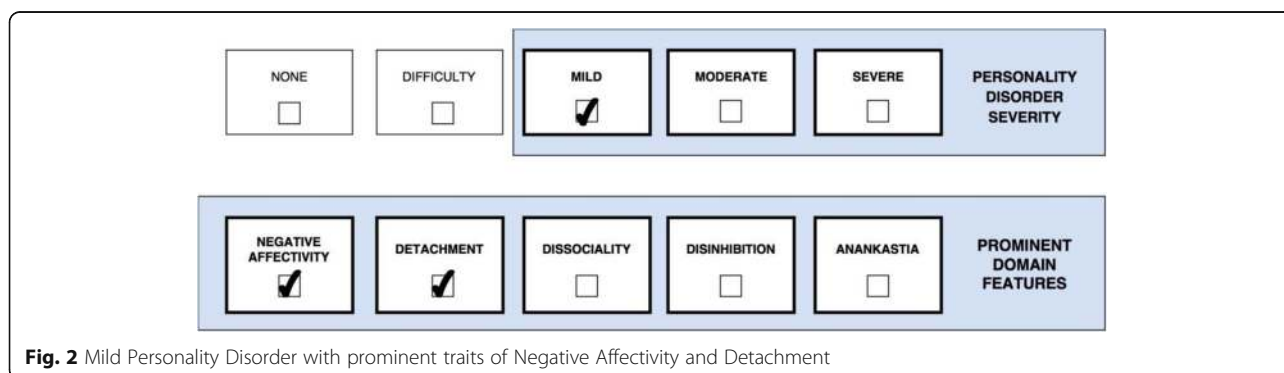 NONE
DIFFICULTY
MILD
MODERATE
SEVERE
PERSONALITY
DISORDER
SEVERITY
NEGATIVE
AFFECTIVITY
DETACHMENT
DISSOCIALITY
DISINHIBITION
ANANKASTIA
PROMINENT
DOMAIN
FEATURES
Fig. 2 Mild Personality Disorder with prominent traits of Negative Affectivity and Detachment